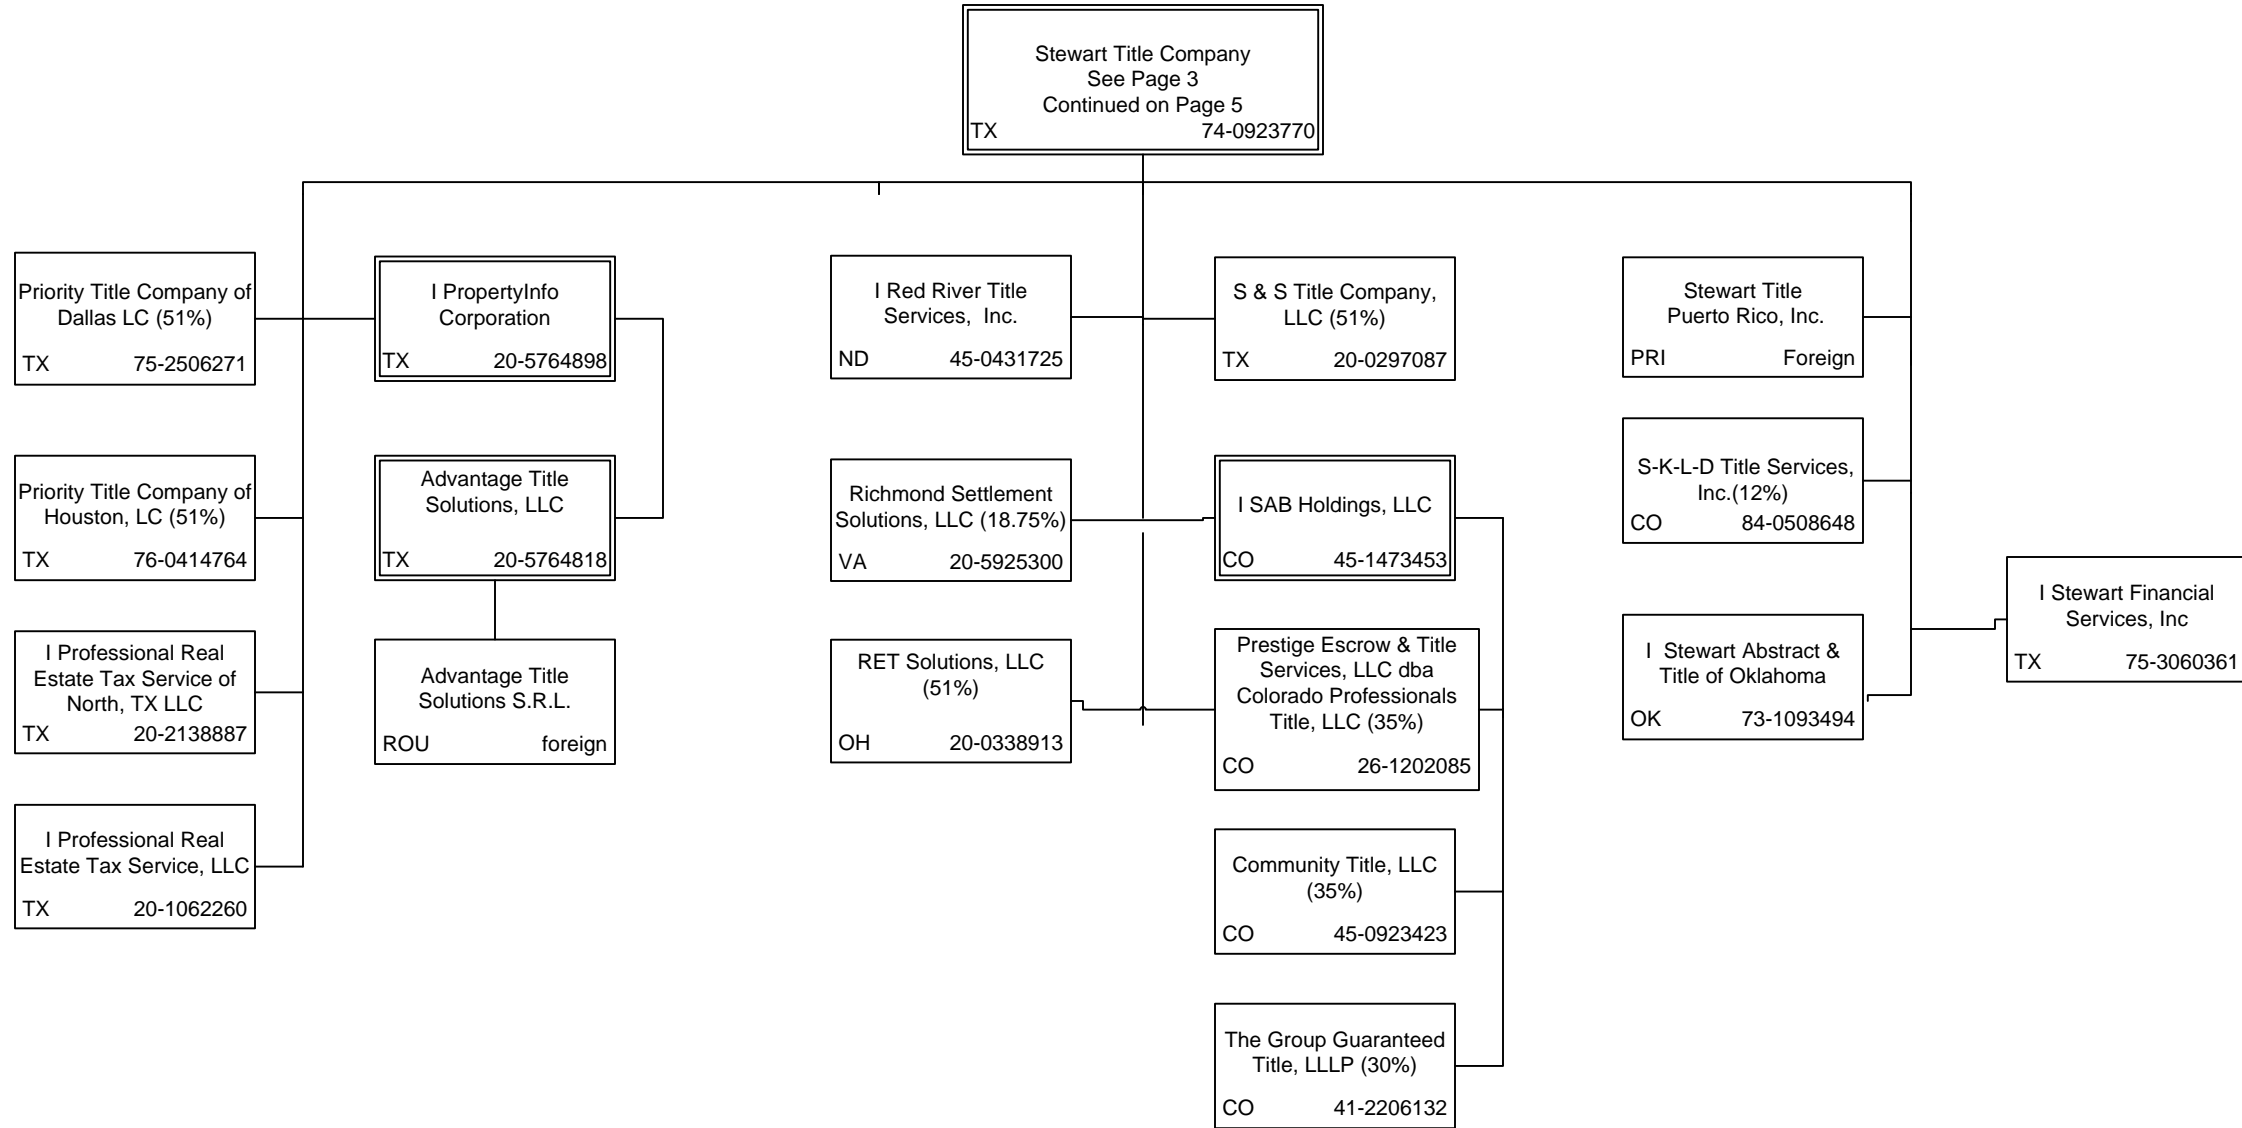 Stewart Title Company
See Page 3
Continued on Page 5
TX 74-0923770
Priority Title Company of
Dallas LC (51%)
TX 75-2506271
I PropertyInfo
Corporation
TX 20-5764898
I Red River Title
Services, Inc.
ND 45-0431725
S & S Title Company,
LLC (51%)
TX 20-0297087
Stewart Title
Puerto Rico, Inc.
PRI Foreign
Priority Title Company of
Houston, LC (51%)
TX 76-0414764
Advantage Title
Solutions, LLC
TX 20-5764818
Richmond Settlement
Solutions, LLC (18.75%)
VA 20-5925300
I SAB Holdings, LLC
CO 45-1473453
S-K-L-D Title Services,
Inc.(12%)
CO 84-0508648
I Stewart Financial
Services, Inc
TX 75-3060361
I Professional Real
Estate Tax Service of
North, TX LLC
TX 20-2138887
Advantage Title
Solutions S.R.L.
ROU foreign
RET Solutions, LLC
(51%)
OH 20-0338913
Prestige Escrow & Title
Services, LLC dba
Colorado Professionals
Title, LLC (35%)
CO 26-1202085
I Stewart Abstract &
Title of Oklahoma
OK 73-1093494
I Professional Real
Estate Tax Service, LLC
TX 20-1062260
Community Title, LLC
(35%)
CO 45-0923423
The Group Guaranteed
Title, LLLP (30%)
CO 41-2206132